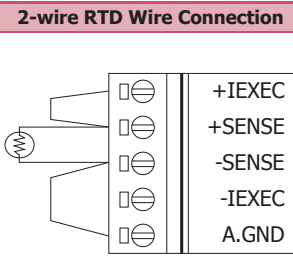 2-wire RTD Wire Connection
+IEXEC
+SENSE
-SENSE
-IEXEC
A.GND